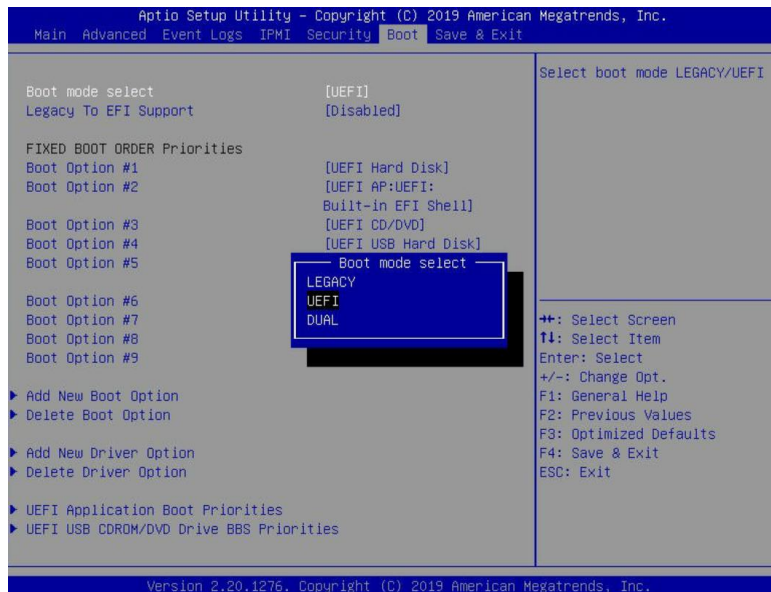 Aptio Setup Utility – Copyright (C) 2019 American Megatrends, Inc.
Main Advanced Event Logs IPMI Security Boot Save & Exit
Boot mode select [UEFI]
Legacy To EFI Support [Disabled]
FIXED BOOT ORDER Priorities
Boot Option #1 [UEFI Hard Disk]
Boot Option #2 [UEFI AP:UEFI:
Built-in EFI Shell]
Boot Option #3 [UEFI CD/DVD]
Boot Option #4 [UEFI USB Hard Disk]
Boot Option #5
Boot Option #6
Boot Option #7
Boot Option #8
Boot Option #9
Boot mode select
LEGACY
UEFI
DUAL
Add New Boot Option
Delete Boot Option
Add New Driver Option
Delete Driver Option
UEFI Application Boot Priorities
UEFI USB CDROM/DVD Drive BBS Priorities
Select boot mode LEGACY/UEFI
→←: Select Screen
↑↓: Select Item
Enter: Select
+/-: Change Opt.
F1: General Help
F2: Previous Values
F3: Optimized Defaults
F4: Save & Exit
ESC: Exit
Version 2.20.1276. Copyright (C) 2019 American Megatrends, Inc.